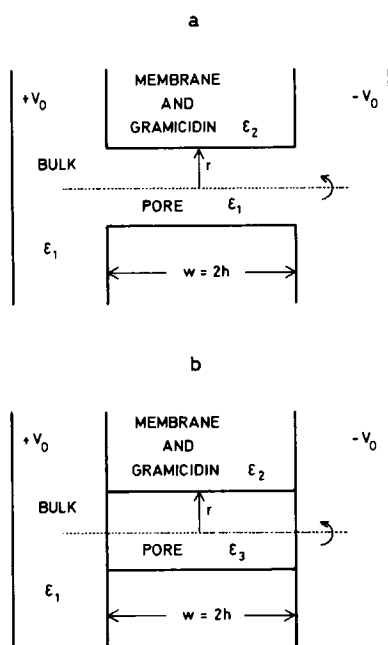 a
MEMBRANE
AND
GRAMICIDIN ε₂
+V₀
-V₀
BULK
r
PORE ε₁
ε₁
w = 2h
b
MEMBRANE
AND
GRAMICIDIN ε₂
+V₀
-V₀
BULK
r
PORE ε₃
ε₁
w = 2h